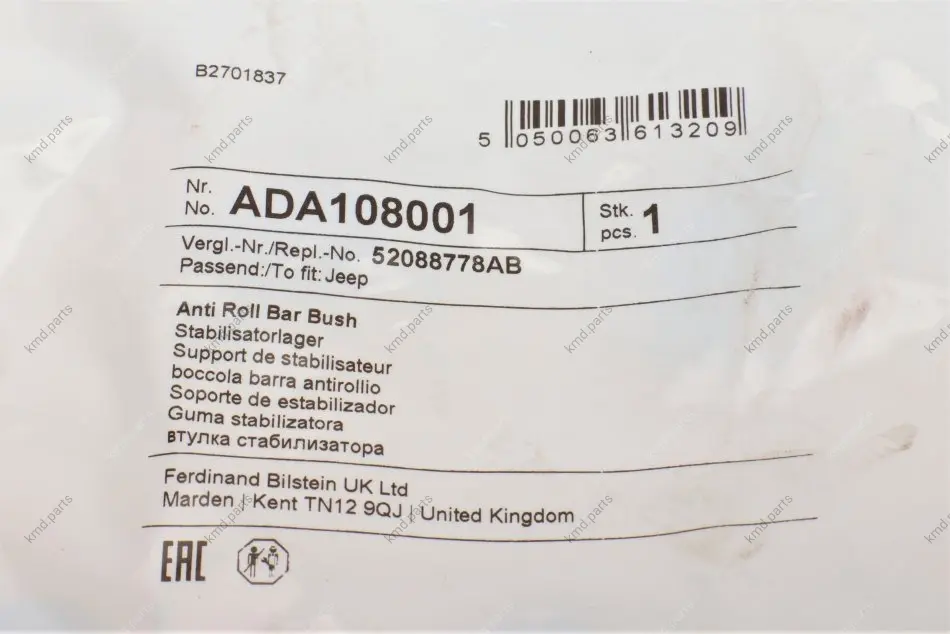 B2701837
5 050063 613209
Nr.
No. ADA108001
Stk.
pcs. 1
Vergl.-Nr./Repl.-No. 52088778AB
Passend:/To fit: Jeep
Anti Roll Bar Bush
Stabilisatorlager
Support de stabilisateur
boccola barra antirollio
Soporte de estabilizador
Guma stabilizatora
втулка стабилизатора
Ferdinand Bilstein UK Ltd
Marden / Kent TN12 9QJ / United Kingdom
EAC
kmd.parts